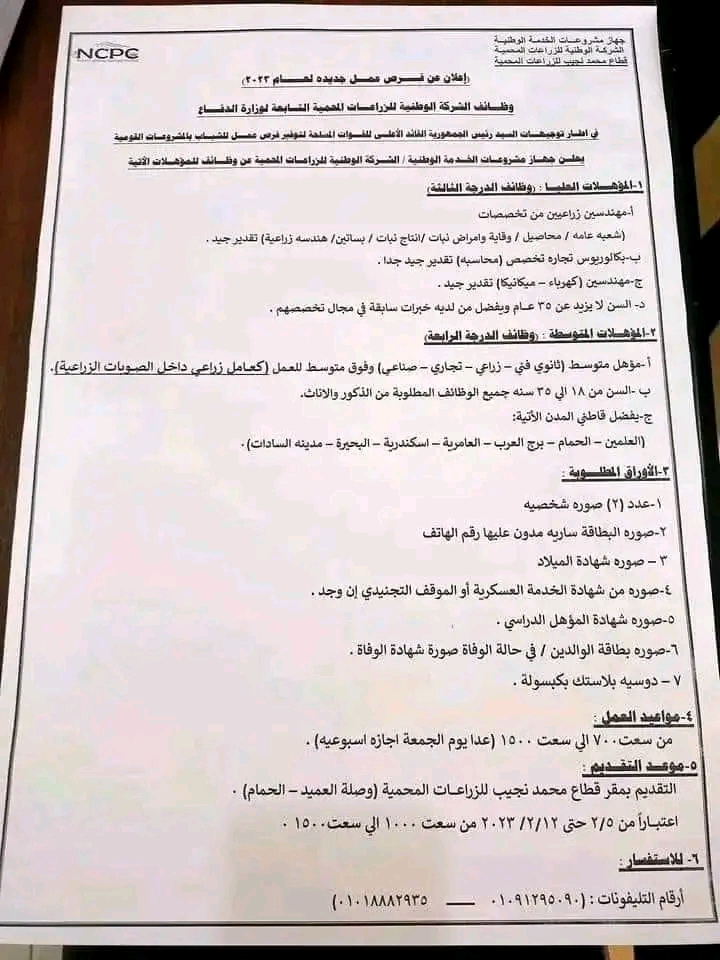 NCPC
جهاز مشروعات الخدمة الوطنية
الشركة الوطنية للزراعات المحمية
قطاع محمد نجيب للزراعات المحمية
(إعلان عن فرص عمل جديده لعام ٢٠٢٣)
وظائف الشركة الوطنية للزراعات المحمية التابعة لوزارة الدفاع
في اطار توجيهات السيد رئيس الجمهورية القائد الأعلى للقوات المسلحة لتوفير فرص عمل للشباب بالمشروعات القومية
يعلن جهاز مشروعات الخدمة الوطنية / الشركة الوطنية للزراعات المحمية عن وظائف للمؤهلات الأتية
١-المؤهلات العليا : (وظائف الدرجة الثالثة)
أ-مهندسين زراعيين من تخصصات
(شعبه عامه / محاصيل / وقاية وامراض نبات /انتاج نبات / بساتين/ هندسه زراعية) تقدير جيد .
ب-بكالوريوس تجاره تخصص (محاسبه) تقدير جيد جدا .
ج-مهندسين (كهرباء – ميكانيكا) تقدير جيد .
د- السن لا يزيد عن ٣٥ عام ويفضل من لديه خبرات سابقة في مجال تخصصهم .
٢-المؤهلات المتوسطة : (وظائف الدرجة الرابعة)
أ-مؤهل متوسط (ثانوي فني – زراعي – تجاري – صناعي) وفوق متوسط للعمل (كعامل زراعي داخل الصوبات الزراعية).
ب -السن من ١٨ الي ٣٥ سنه جميع الوظائف المطلوبة من الذكور والاناث.
ج-يفضل قاطني المدن الأتية:
(العلمين – الحمام – برج العرب – العامرية – اسكندرية – البحيرة – مدينه السادات).
٣-الأوراق المطلوبة :
١-عدد (٢) صوره شخصيه
٢-صوره البطاقة ساريه مدون عليها رقم الهاتف
٣ – صوره شهادة الميلاد
٤-صوره من شهادة الخدمة العسكرية أو الموقف التجنيدي إن وجد .
٥-صوره شهادة المؤهل الدراسي .
٦-صوره بطاقة الوالدين / في حالة الوفاة صورة شهادة الوفاة .
٧ – دوسيه بلاستك بكبسولة .
٤-مواعيد العمل :
من سعت٧٠٠ الي سعت ١٥٠٠ (عدا يوم الجمعة اجازه اسبوعيه) .
٥-موعد التقديم :
التقديم بمقر قطاع محمد نجيب للزراعات المحمية (وصلة العميد – الحمام) .
اعتباراً من ٢/٥ حتى ٢/١٢/ ٢٠٢٣ من سعت ١٠٠٠ الي سعت١٥٠٠ .
٦- للاستفسار :
أرقام التليفونات : (٠١٠٩١٢٩٥٠٩٠ — ٠١٠١٨٨٨٢٩٣٥)